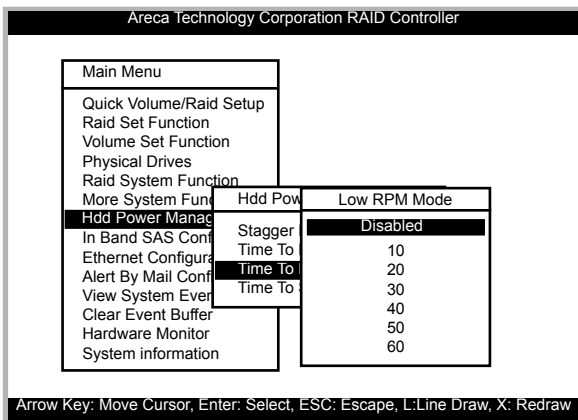 Areca Technology Corporation RAID Controller
Main Menu
Quick Volume/Raid Setup
Raid Set Function
Volume Set Function
Physical Drives
Raid System Function
More System Func
Hdd Power Manag
In Band SAS Conf
Ethernet Configura
Alert By Mail Conf
View System Even
Clear Event Buffer
Hardware Monitor
System information
Hdd Pow
Stagger
Time To
Time To
Time To
Low RPM Mode
Disabled
10
20
30
40
50
60
Arrow Key: Move Cursor, Enter: Select, ESC: Escape, L:Line Draw, X: Redraw